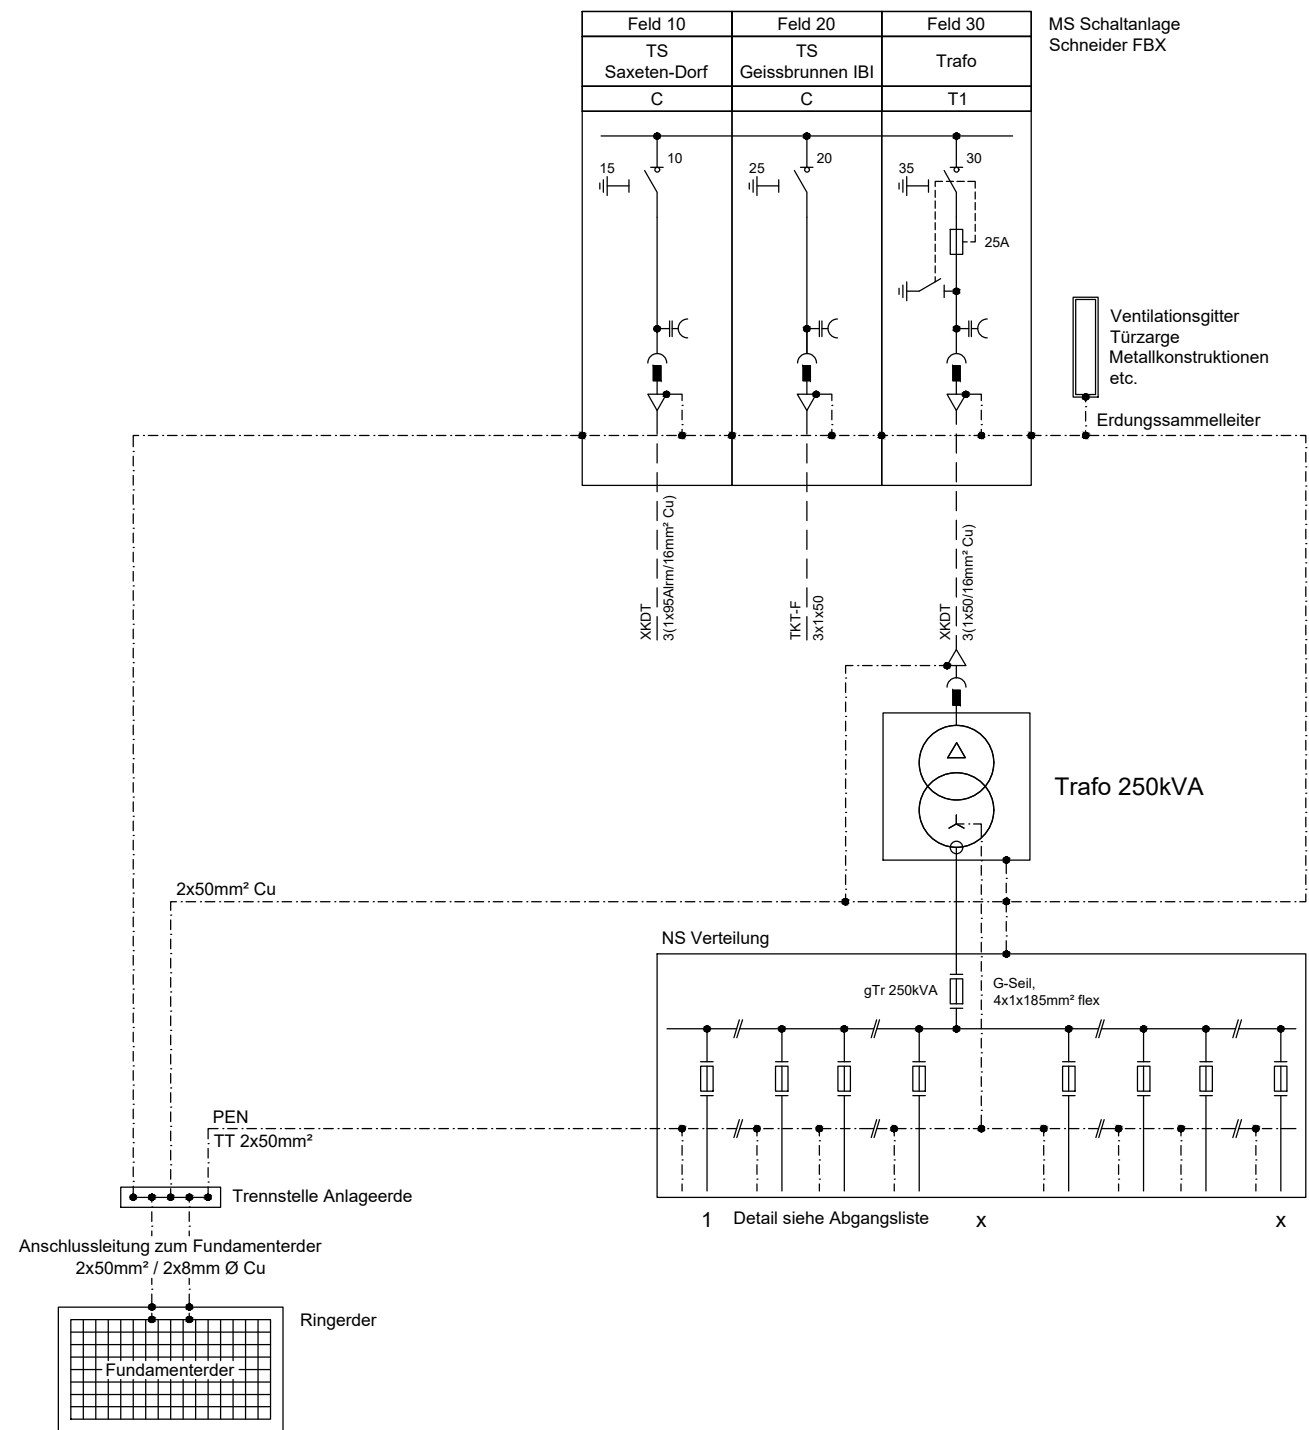 Feld 10
Feld 20
Feld 30
MS Schaltanlage
Schneider FBX
TS
Saxeten-Dorf
TS
Geissbrunnen IBI
Trafo
C
C
T1
15
10
25
20
35
30
25A
Ventilationsgitter
Türzarge
Metallkonstruktionen
etc.
Erdungssammelleiter
XKDT
3(1x95Alrm/16mm² Cu)
TKT-F
3x1x50
XKDT
3(1x50/16mm² Cu)
Trafo 250kVA
2x50mm² Cu
NS Verteilung
gTr 250kVA
G-Seil,
4x1x185mm² flex
PEN
TT 2x50mm²
Trennstelle Anlageerde
1
Detail siehe Abgangsliste
x
x
Anschlussleitung zum Fundamenterder
2x50mm² / 2x8mm Ø Cu
Ringerder
Fundamenterder